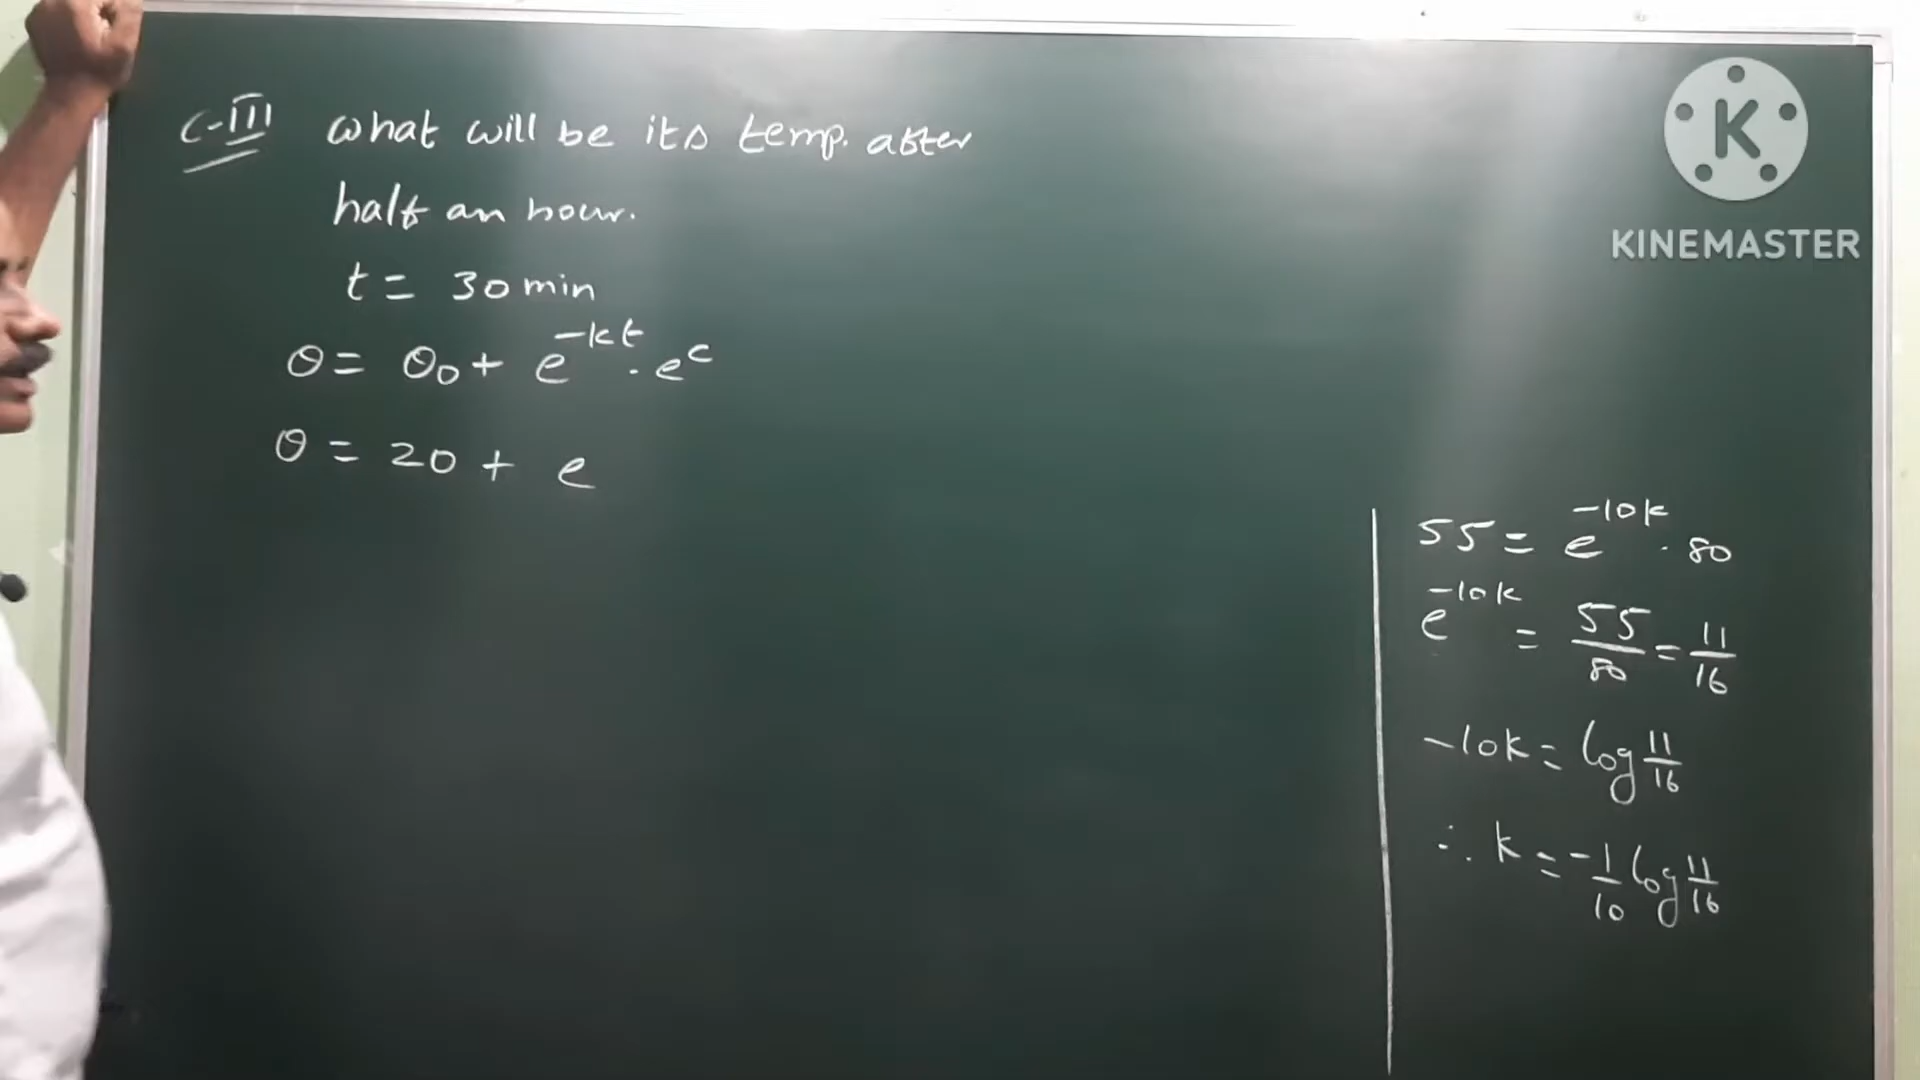 C-III what will be its temp. after
half an hour.
t = 30 min
θ = θ₀ + e^{-kt} . e^c
θ = 20 + e
55 = e^{-10k} . 80
e^{-10k} = 55/80 = 11/16
-10k = log 11/16
∴ k = -1/10 log 11/16
K
KINEMASTER